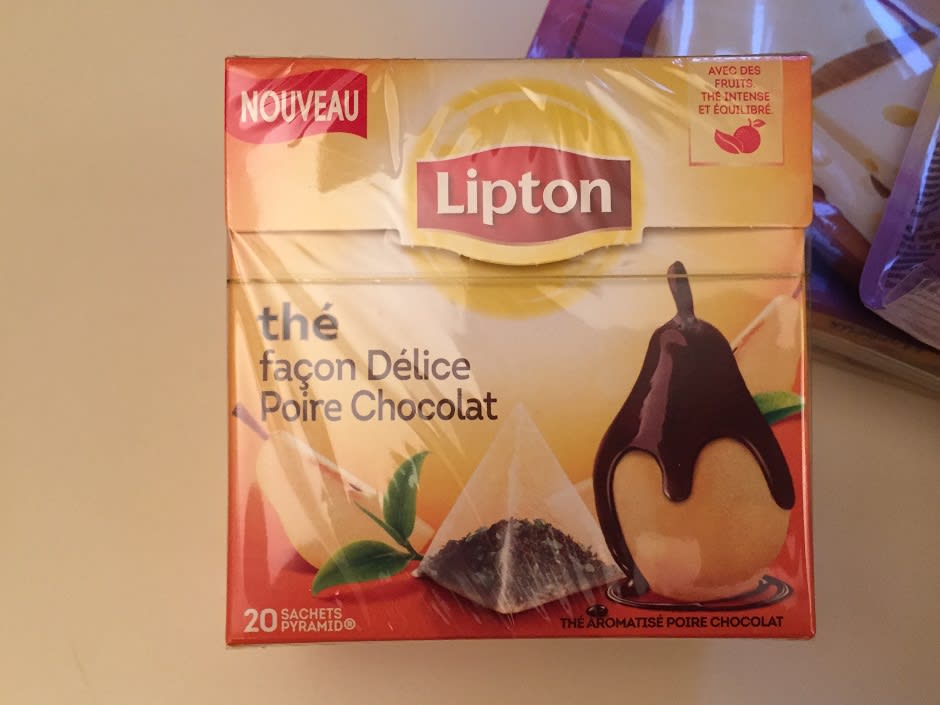 NOUVEAU
AVEC DES
FRUITS.
THÉ INTENSE
ET ÉQUILIBRÉ.
Lipton
thé
façon Délice
Poire Chocolat
20 SACHETS
PYRAMID®
THÉ AROMATISÉ POIRE CHOCOLAT